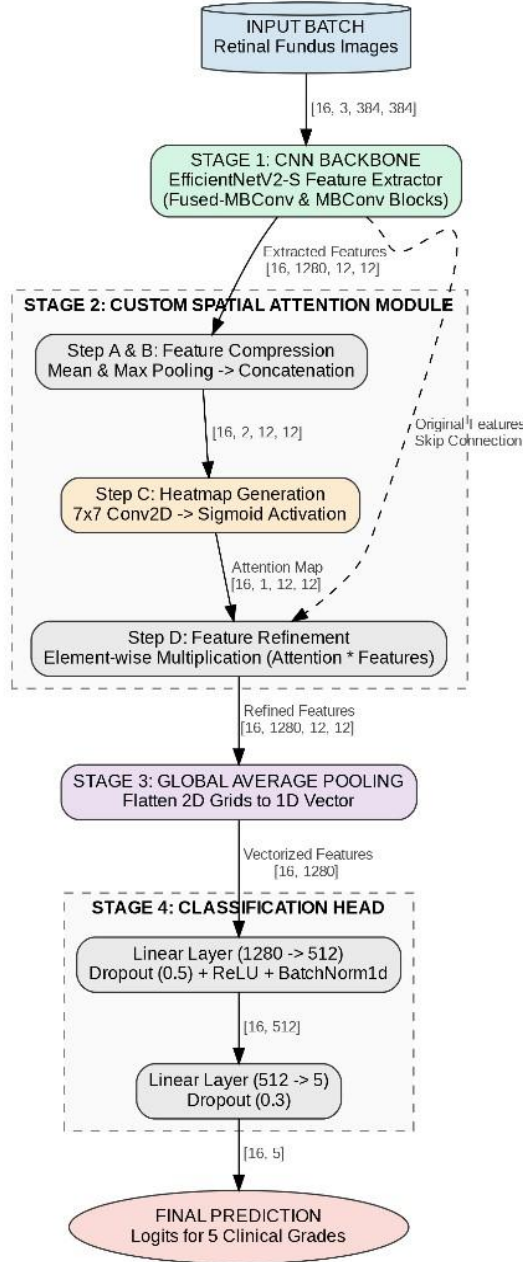 INPUT BATCH
Retinal Fundus Images
[16, 3, 384, 384]
STAGE 1: CNN BACKBONE
EfficientNetV2-S Feature Extractor
(Fused-MBConv & MBConv Blocks)
Extracted Features
[16, 1280, 12, 12]
STAGE 2: CUSTOM SPATIAL ATTENTION MODULE
Step A & B: Feature Compression
Mean & Max Pooling -> Concatenation
[16, 2, 12, 12]
Original Features
Skip Connection
Step C: Heatmap Generation
7x7 Conv2D -> Sigmoid Activation
Attention Map
[16, 1, 12, 12]
Step D: Feature Refinement
Element-wise Multiplication (Attention * Features)
Refined Features
[16, 1280, 12, 12]
STAGE 3: GLOBAL AVERAGE POOLING
Flatten 2D Grids to 1D Vector
Vectorized Features
[16, 1280]
STAGE 4: CLASSIFICATION HEAD
Linear Layer (1280 -> 512)
Dropout (0.5) + ReLU + BatchNorm1d
[16, 512]
Linear Layer (512 -> 5)
Dropout (0.3)
[16, 5]
FINAL PREDICTION
Logits for 5 Clinical Grades